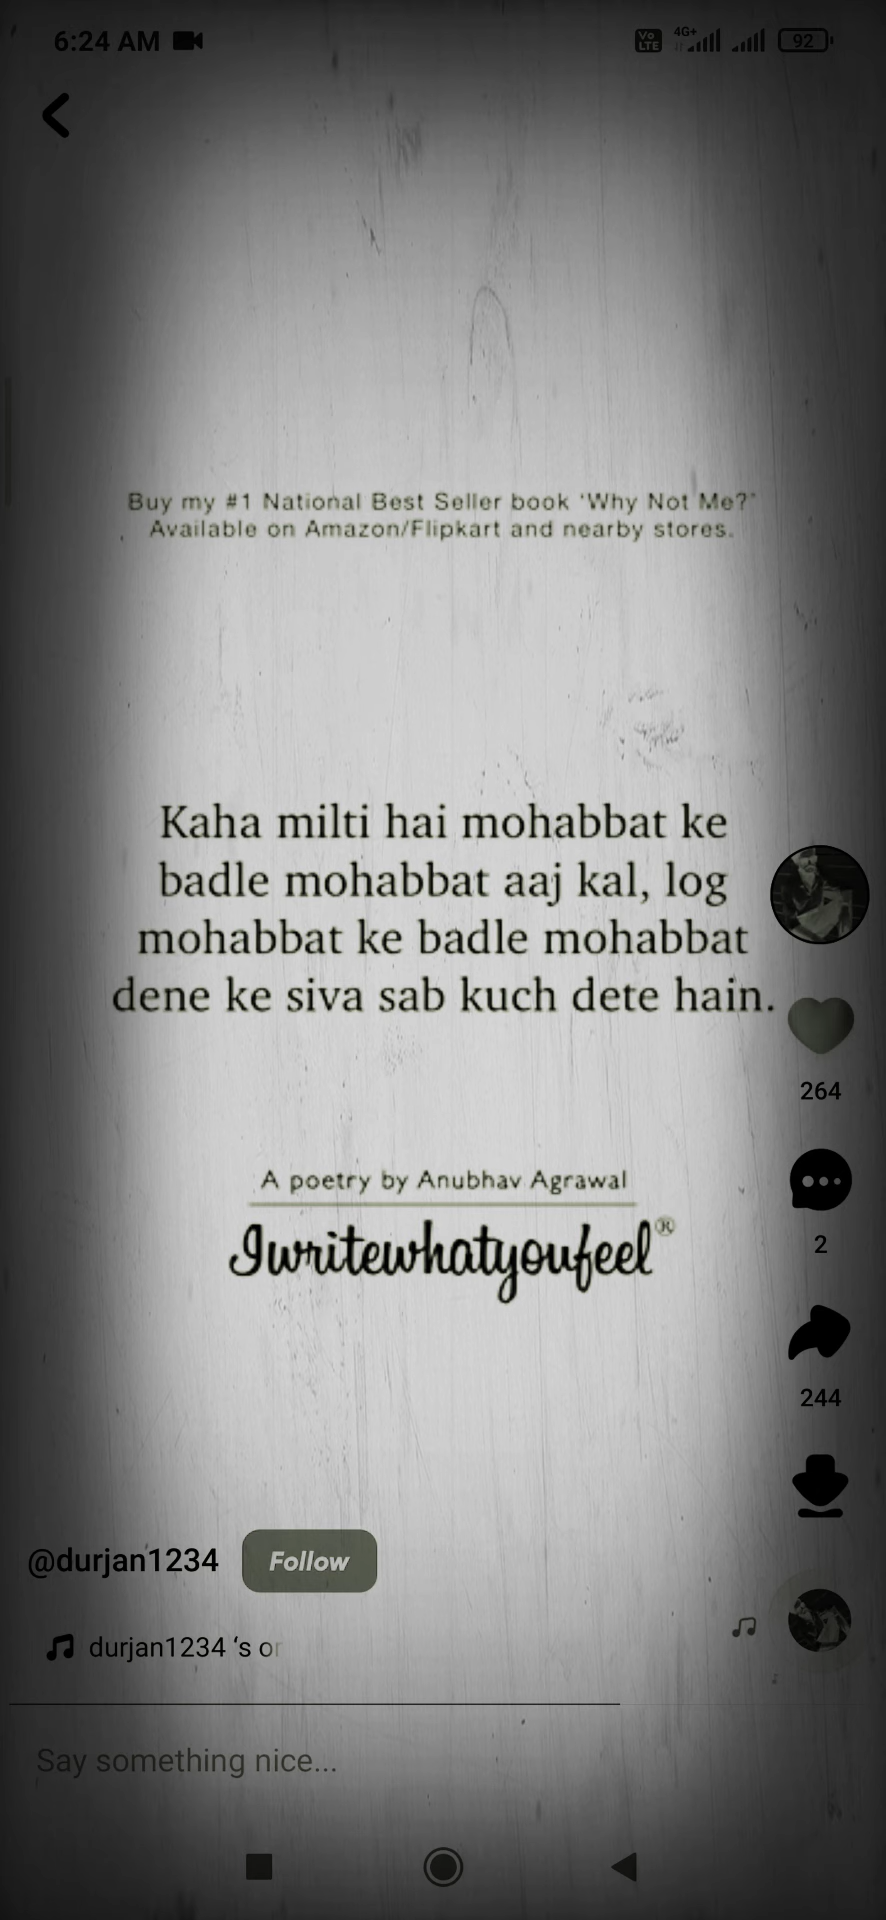 6:24 AM
Vo LTE 4G+ 92
Buy my #1 National Best Seller book ‘Why Not Me?’
Available on Amazon/Flipkart and nearby stores.
Kaha milti hai mohabbat ke
badle mohabbat aaj kal, log
mohabbat ke badle mohabbat
dene ke siva sab kuch dete hain.
264
A poetry by Anubhav Agrawal
Iwritewhatyoufeel®
2
244
@durjan1234 Follow
durjan1234 ‘s or
Say something nice...